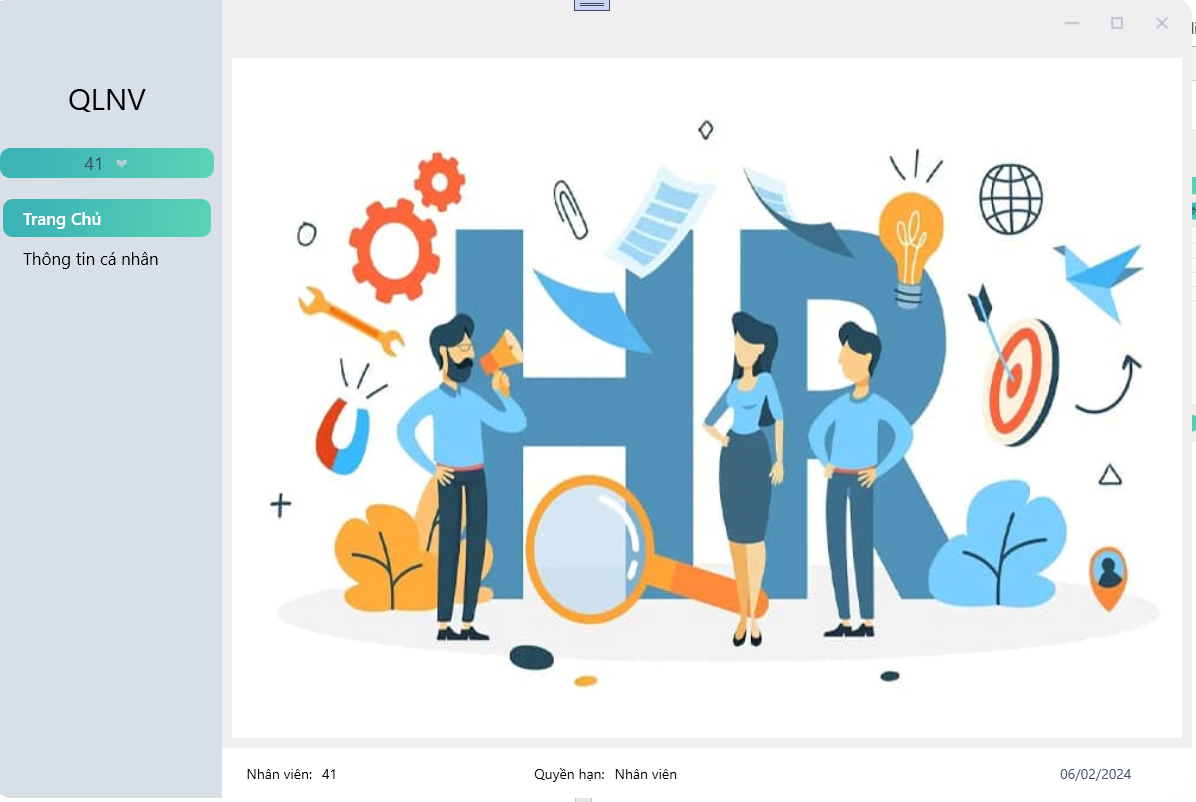 QLNV
41
Trang Chủ
Thông tin cá nhân
HR
Nhân viên: 41
Quyền hạn: Nhân viên
06/02/2024